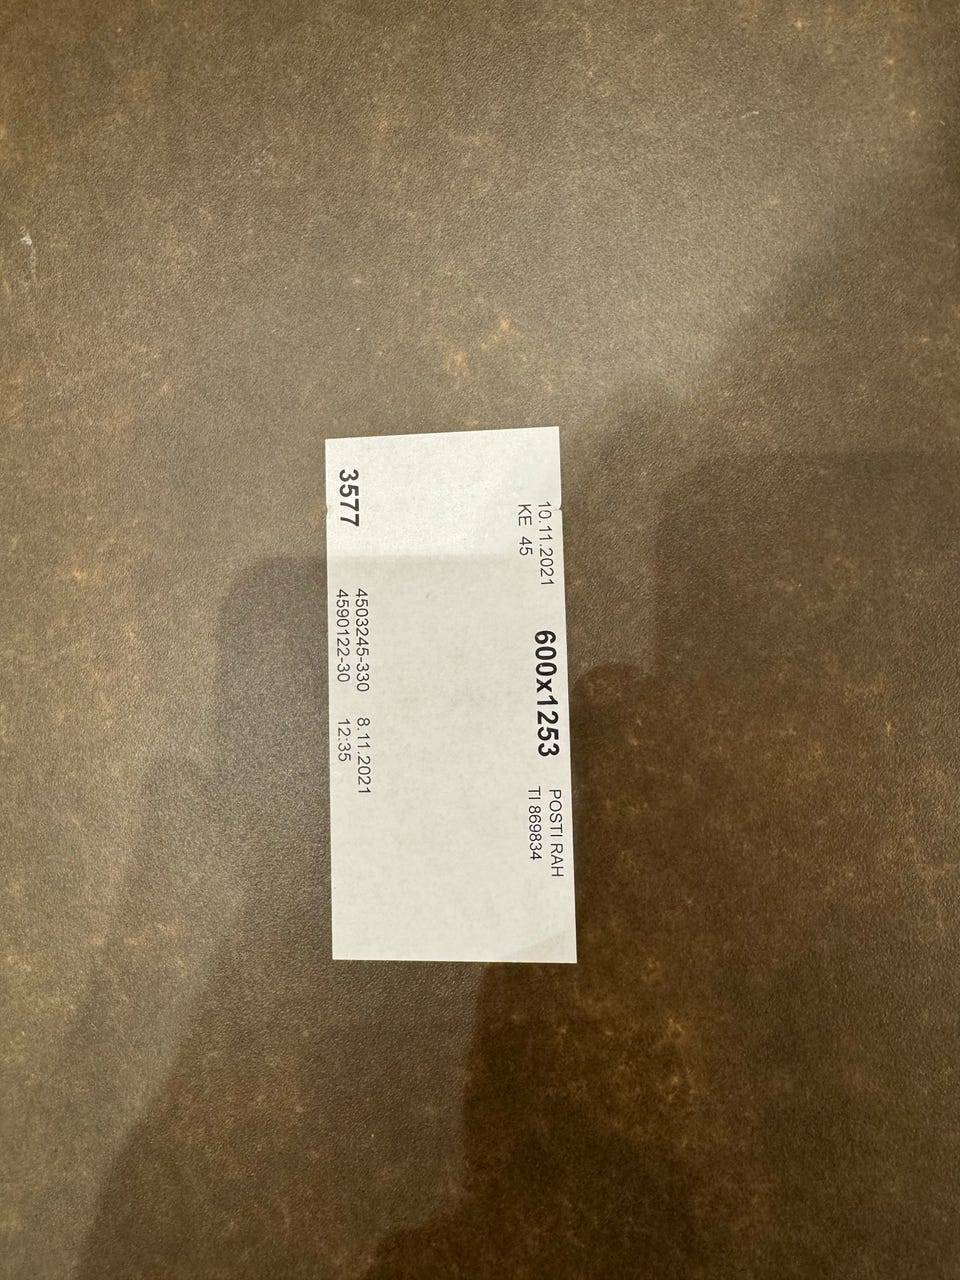 10.11.2021 600x1253 POSTI RAH
KE 45 TI 869834
4503245-330 8.11.2021
3577 4590122-30 12:35